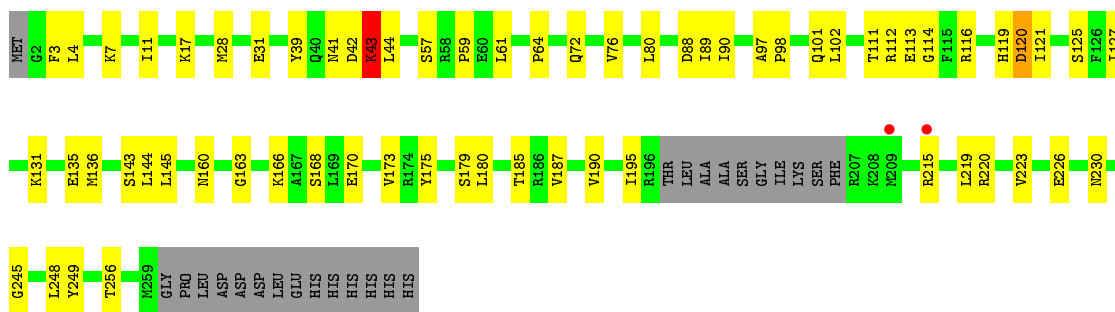 MET G2 F3 L4 K7 I11 K17 M28 E31 Y39 Q40 N41 D42 K43 L44 S57 R58 P59 E60 L61 P64 Q72 V76 L80 D88 I89 I90 A97 P98 Q101 L102 T111 R112 E113 G114 F115 R116 H119 D120 I121 S125 F126
K131 E135 M136 S143 L144 L145 N160 G163 K166 A167 S168 L169 E170 V173 R174 Y175 S179 L180 T185 R186 V187 V190 I195 R196 THR LEU ALA ALA SER GLY ILE LYS SER PHE R207 K208 M209 R215 L219 R220 V223 E226 N230
G245 L248 Y249 T256 M259 GLY PRO LEU ASP ASP ASP LEU GLU HIS HIS HIS HIS HIS HIS